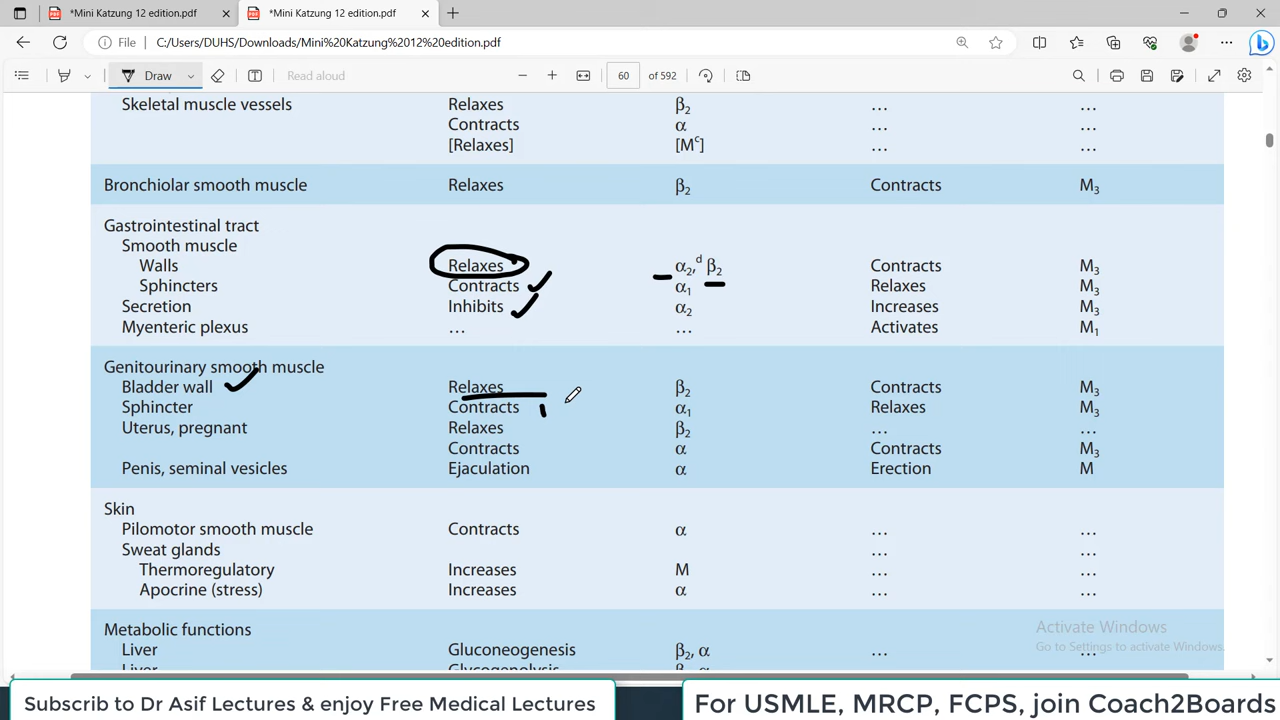 *Mini Katzung 12 edition.pdf
*Mini Katzung 12 edition.pdf
File C:/Users/DUHS/Downloads/Mini%20Katzung%2012%20edition.pdf
Draw Read aloud 60 of 592
Skeletal muscle vessels Relaxes β2 … …
Contracts α … …
[Relaxes] [Mc] … …
Bronchiolar smooth muscle Relaxes β2 Contracts M3
Gastrointestinal tract
Smooth muscle
Walls Relaxes α2,d β2 Contracts M3
Sphincters Contracts α1 Relaxes M3
Secretion Inhibits α2 Increases M3
Myenteric plexus … … Activates M1
Genitourinary smooth muscle
Bladder wall Relaxes β2 Contracts M3
Sphincter Contracts α1 Relaxes M3
Uterus, pregnant Relaxes β2 … …
Contracts α Contracts M3
Penis, seminal vesicles Ejaculation α Erection M
Skin
Pilomotor smooth muscle Contracts α … …
Sweat glands … …
Thermoregulatory Increases M … …
Apocrine (stress) Increases α … …
Metabolic functions
Liver Gluconeogenesis β2, α … …
Liver Glycogenolysis
Activate Windows
Go to Settings to activate Windows.
Subscrib to Dr Asif Lectures & enjoy Free Medical Lectures
For USMLE, MRCP, FCPS, join Coach2Boards